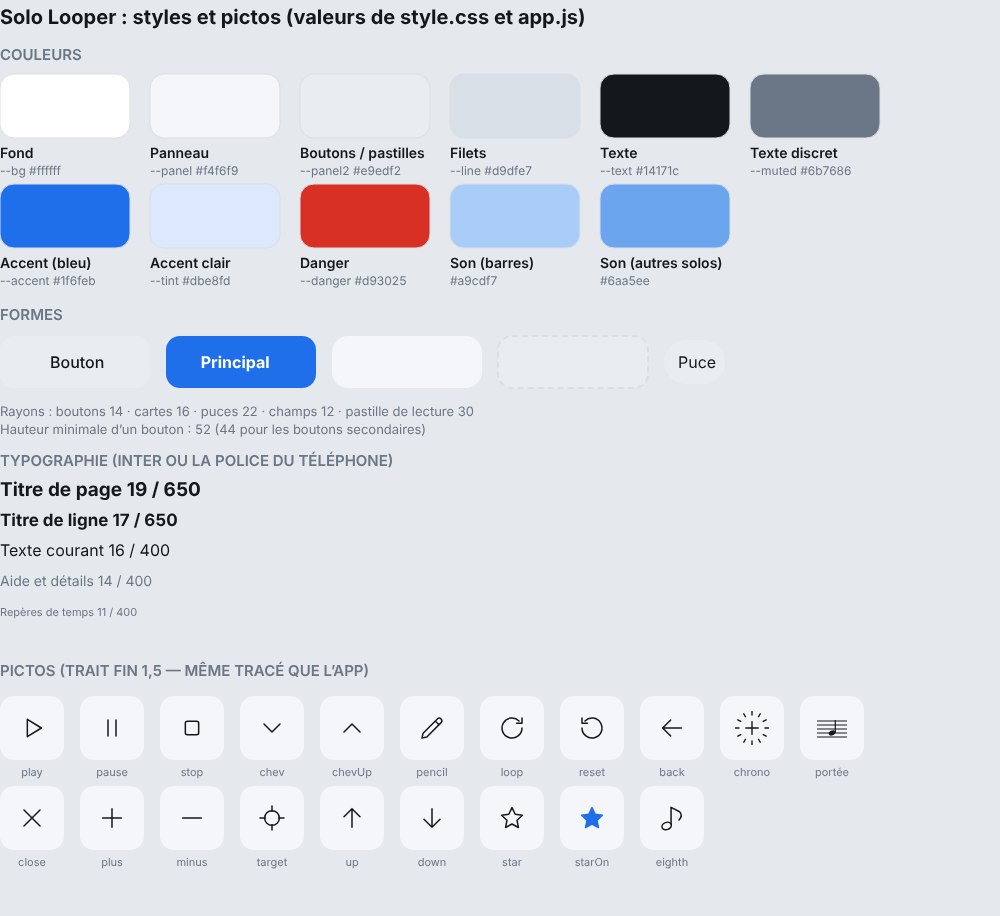 Solo Looper : styles et pictos (valeurs de style.css et app.js)
COULEURS
Fond
--bg #ffffff
Panneau
--panel #f4f6f9
Boutons / pastilles
--panel2 #e9edf2
Filets
--line #d9dfe7
Texte
--text #14171c
Texte discret
--muted #6b7686
Accent (bleu)
--accent #1f6feb
Accent clair
--tint #dbe8fd
Danger
--danger #d93025
Son (barres)
#a9cdf7
Son (autres solos)
#6aa5ee
FORMES
Bouton
Principal
Puce
Rayons : boutons 14 · cartes 16 · puces 22 · champs 12 · pastille de lecture 30
Hauteur minimale d’un bouton : 52 (44 pour les boutons secondaires)
TYPOGRAPHIE (INTER OU LA POLICE DU TÉLÉPHONE)
Titre de page 19 / 650
Titre de ligne 17 / 650
Texte courant 16 / 400
Aide et détails 14 / 400
Repères de temps 11 / 400
PICTOS (TRAIT FIN 1,5 — MÊME TRACÉ QUE L’APP)
play
pause
stop
chev
chevUp
pencil
loop
reset
back
chrono
portée
close
plus
minus
target
up
down
star
starOn
eighth